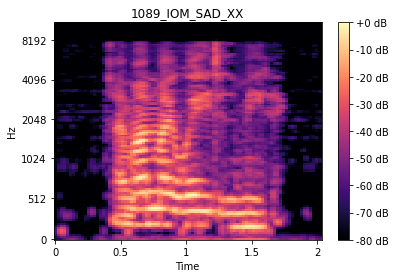 1089_IOM_SAD_XX
+0 dB
8192
-10 dB
4096
-20 dB
-30 dB
2048
Hz
-40 dB
1024
-50 dB
512
-60 dB
-70 dB
0
-80 dB
0
0.5
1
1.5
2
Time